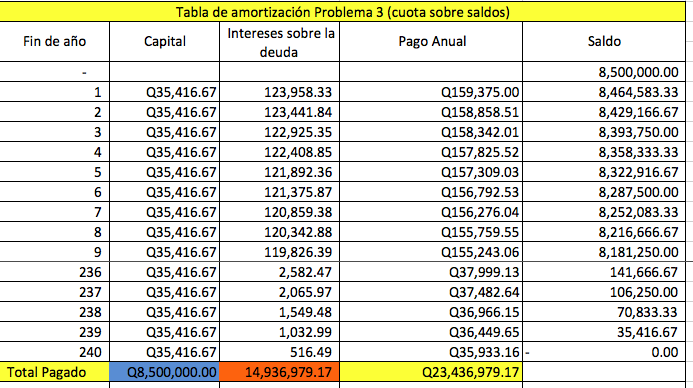 Tabla de amortización Problema 3 (cuota sobre saldos)
Fin de año Capital Intereses sobre la deuda Pago Anual Saldo
- 8,500,000.00
1 Q35,416.67 123,958.33 Q159,375.00 8,464,583.33
2 Q35,416.67 123,441.84 Q158,858.51 8,429,166.67
3 Q35,416.67 122,925.35 Q158,342.01 8,393,750.00
4 Q35,416.67 122,408.85 Q157,825.52 8,358,333.33
5 Q35,416.67 121,892.36 Q157,309.03 8,322,916.67
6 Q35,416.67 121,375.87 Q156,792.53 8,287,500.00
7 Q35,416.67 120,859.38 Q156,276.04 8,252,083.33
8 Q35,416.67 120,342.88 Q155,759.55 8,216,666.67
9 Q35,416.67 119,826.39 Q155,243.06 8,181,250.00
236 Q35,416.67 2,582.47 Q37,999.13 141,666.67
237 Q35,416.67 2,065.97 Q37,482.64 106,250.00
238 Q35,416.67 1,549.48 Q36,966.15 70,833.33
239 Q35,416.67 1,032.99 Q36,449.65 35,416.67
240 Q35,416.67 516.49 Q35,933.16 - 0.00
Total Pagado Q8,500,000.00 14,936,979.17 Q23,436,979.17